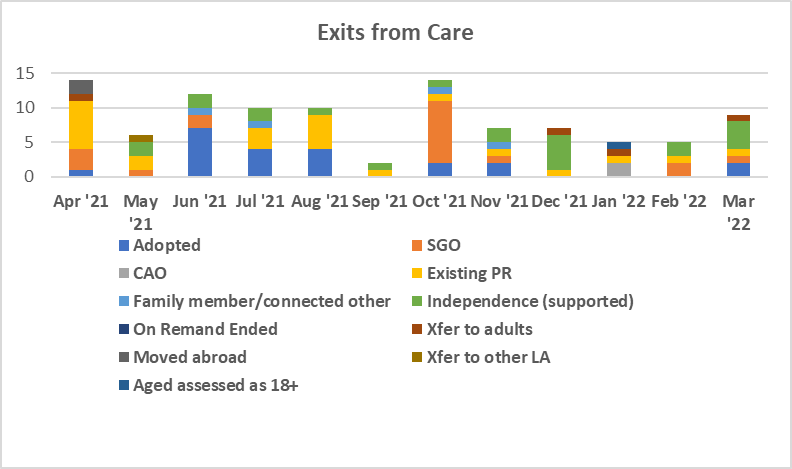 Exits from Care
15
10
5
0
Apr '21 May '21 Jun '21 Jul '21 Aug '21 Sep '21 Oct '21 Nov '21 Dec '21 Jan '22 Feb '22 Mar '22
Adopted SGO
CAO Existing PR
Family member/connected other Independence (supported)
On Remand Ended Xfer to adults
Moved abroad Xfer to other LA
Aged assessed as 18+